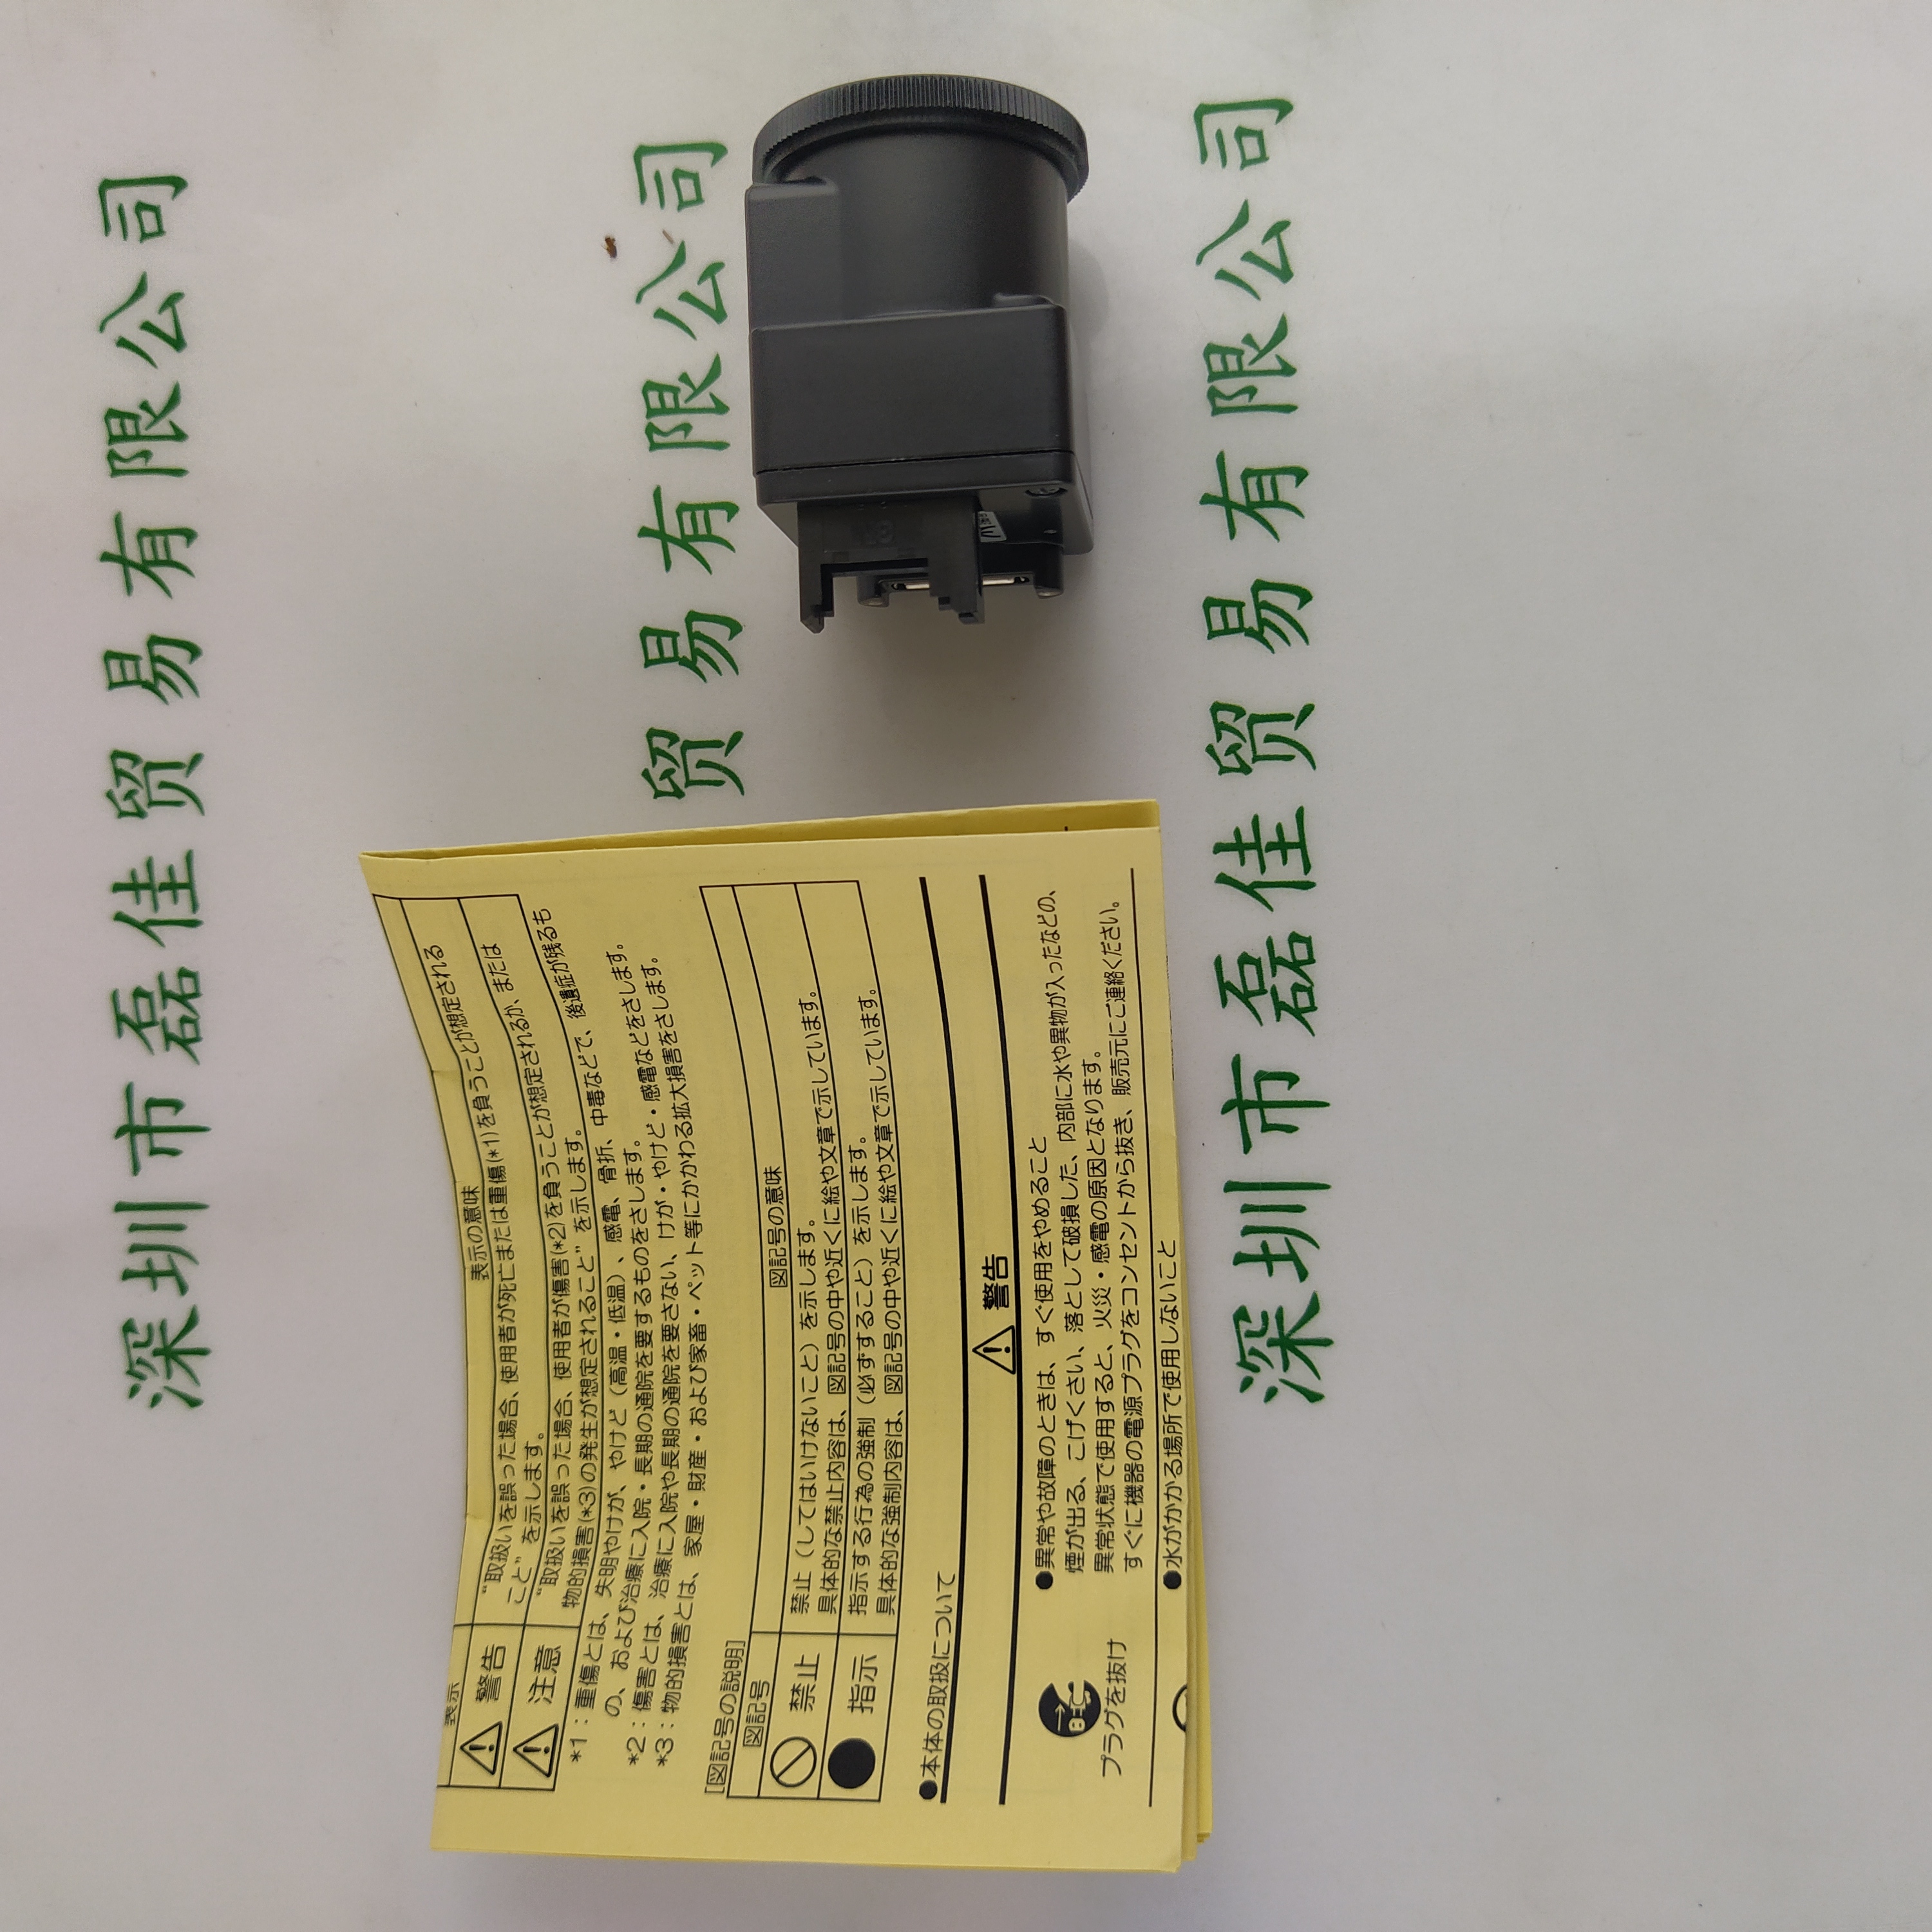 深圳市磊佳贸易有限公司
贸易有限公司
深圳市磊佳贸易有限公司
表示
表示の意味
警告
“取扱いを誤った場合、使用者が死亡または重傷(*1)を負うことが想定される
こと”を示します。
注意
“取扱いを誤った場合、使用者が傷害(*2)を負うことが想定されるか、または
物的損害(*3)の発生が想定されること”を示します。
*1：重傷とは、失明やけが、やけど（高温・低温）、感電、骨折、中毒などで、後遺症が残るも
の、および治療に入院・長期の通院を要するものをさします。
*2：傷害とは、治療に入院や長期の通院を要さない、けが・やけど・感電などをさします。
*3：物的損害とは、家屋・財産・および家畜・ペット等にかかわる拡大損害をさします。
[図記号の説明]
図記号
図記号の意味
禁止
禁止（してはいけないこと）を示します。
具体的な禁止内容は、図記号の中や近くに絵や文章で示しています。
指示
指示する行為の強制（必ずすること）を示します。
具体的な強制内容は、図記号の中や近くに絵や文章で示しています。
●本体の取扱について
警告
プラグを抜け
●異常や故障のときは、すぐ使用をやめること
煙が出る、こげくさい、落として破損した、内部に水や異物が入ったなどの、
異常状態で使用すると、火災・感電の原因となります。
すぐに機器の電源プラグをコンセントから抜き、販売元にご連絡ください。
●水がかかる場所で使用しないこと